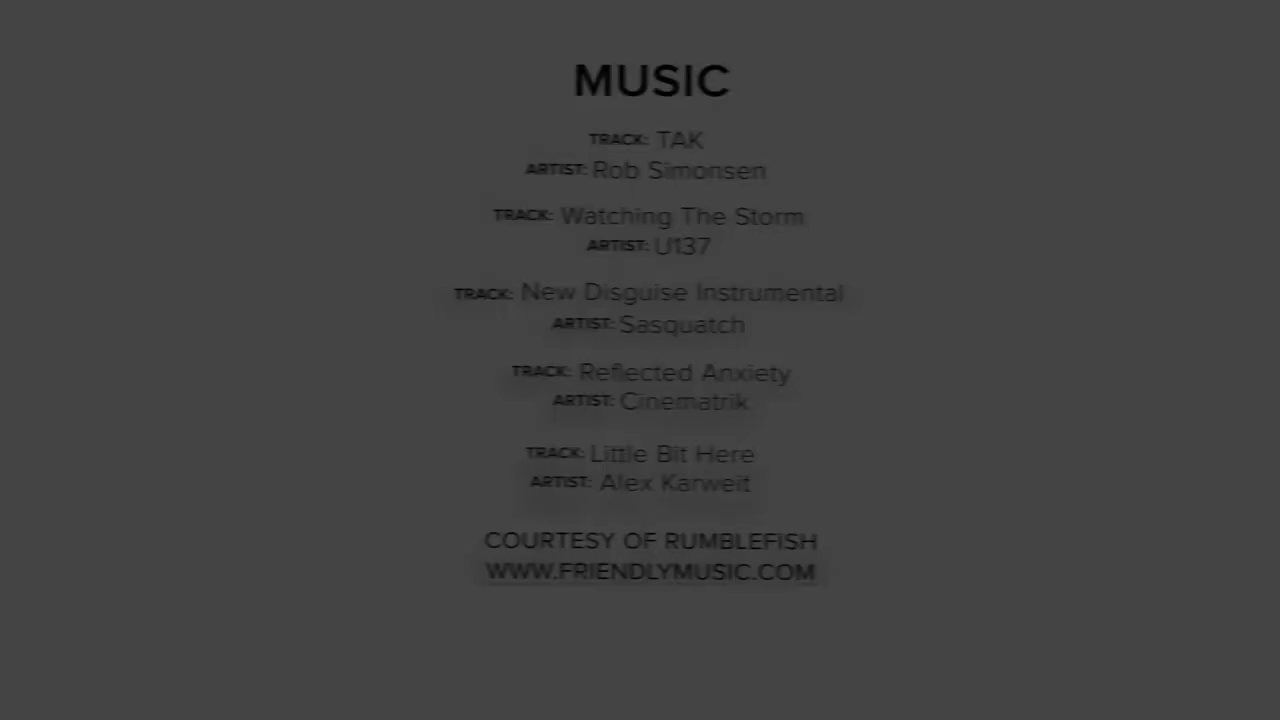 MUSIC
TRACK: TAK
ARTIST: Rob Simonsen
TRACK: Watching The Storm
ARTIST: U137
TRACK: New Disguise Instrumental
ARTIST: Sasquatch
TRACK: Reflected Anxiety
ARTIST: Cinematrik
TRACK: Little Bit Here
ARTIST: Alex Karweit
COURTESY OF RUMBLEFISH
WWW.FRIENDLYMUSIC.COM